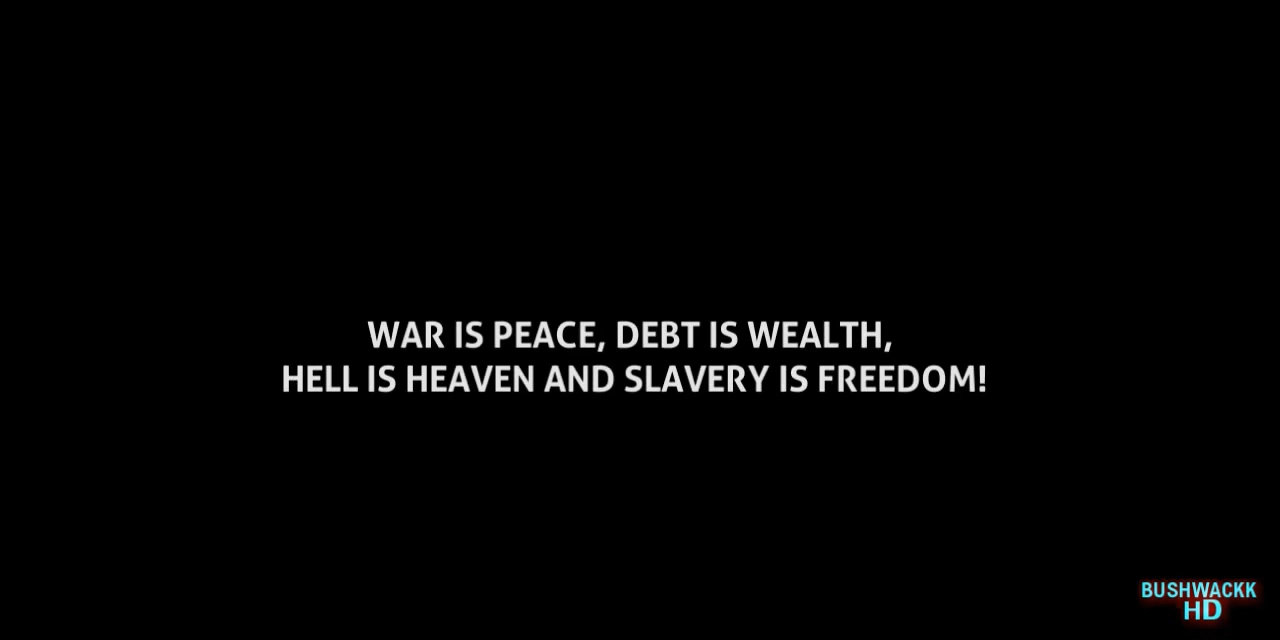 WAR IS PEACE, DEBT IS WEALTH,
HELL IS HEAVEN AND SLAVERY IS FREEDOM!
BUSHWACKK
HD